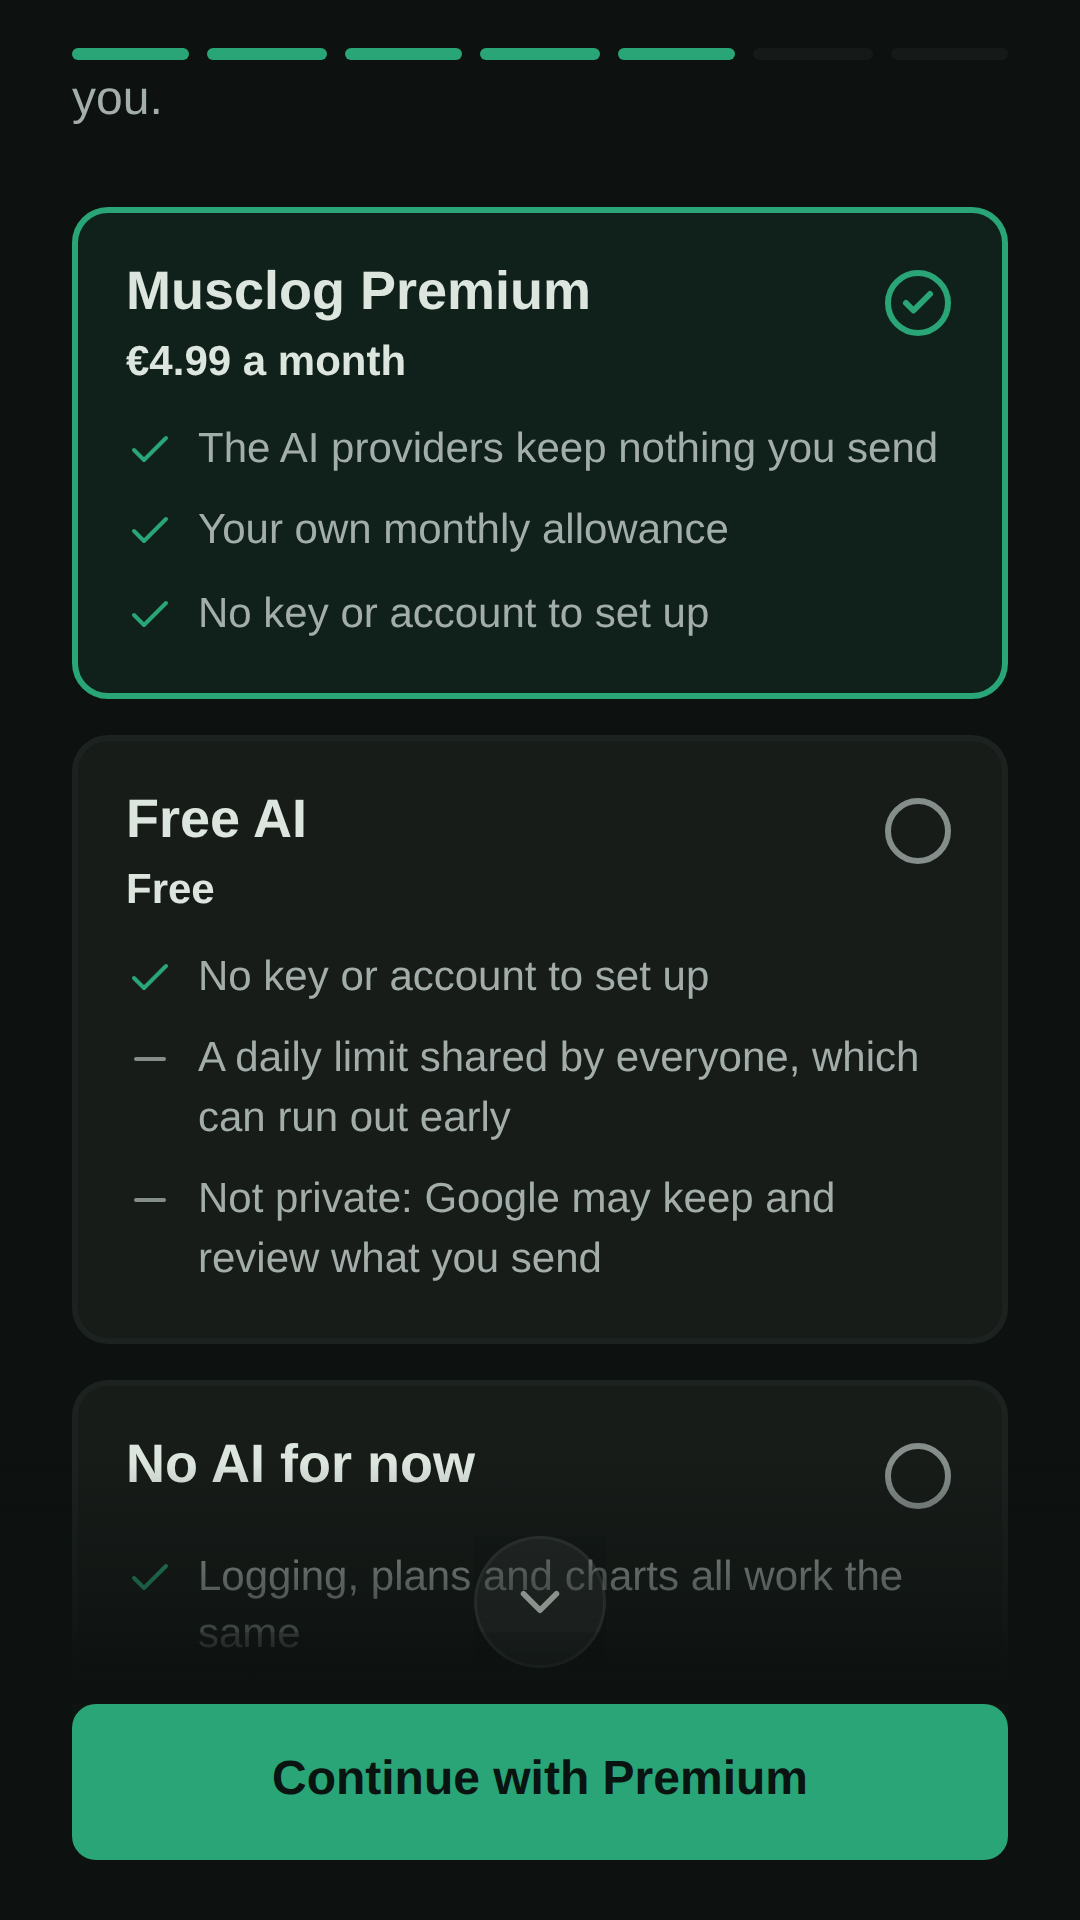 you.
Musclog Premium
€4.99 a month
The AI providers keep nothing you send
Your own monthly allowance
No key or account to set up
Free AI
Free
No key or account to set up
A daily limit shared by everyone, which
can run out early
Not private: Google may keep and
review what you send
No AI for now
Logging, plans and charts all work the
same
Continue with Premium